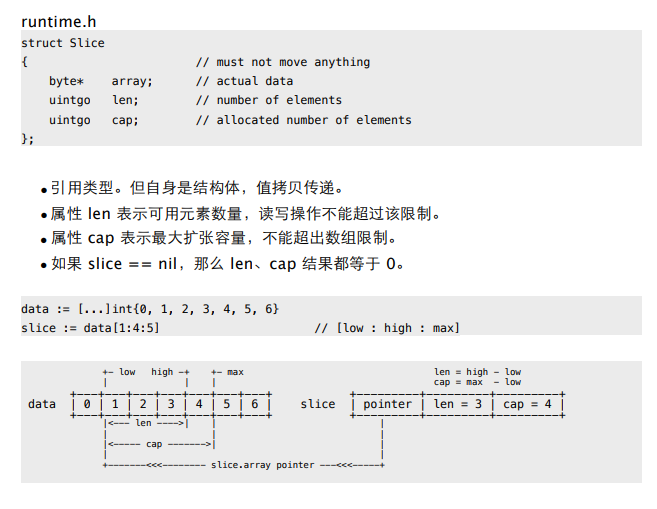 runtime.h
struct Slice
{                       // must not move anything
    byte*    array;      // actual data
    uintgo   len;        // number of elements
    uintgo   cap;        // allocated number of elements
};
• 引用类型。但自身是结构体，值拷贝传递。
• 属性 len 表示可用元素数量，读写操作不能超过该限制。
• 属性 cap 表示最大扩张容量，不能超出数组限制。
• 如果 slice == nil，那么 len、cap 结果都等于 0。
data := [...]int{0, 1, 2, 3, 4, 5, 6}
slice := data[1:4:5]                      // [low : high : max]
         +- low   high -+   +- max                       len = high - low
         |              |   |                            cap = max  - low
     +---+---+---+---+---+---+---+            +---------+---------+---------+
data | 0 | 1 | 2 | 3 | 4 | 5 | 6 |      slice | pointer | len = 3 | cap = 4 |
     +---+---+---+---+---+---+---+            +---------+---------+---------+
         |<--- len ---->|   |                      |
         |                  |                      |
         |<----- cap ------->|                     |
         |                                         |
         +-------<<<-------- slice.array pointer ---<<<-----+